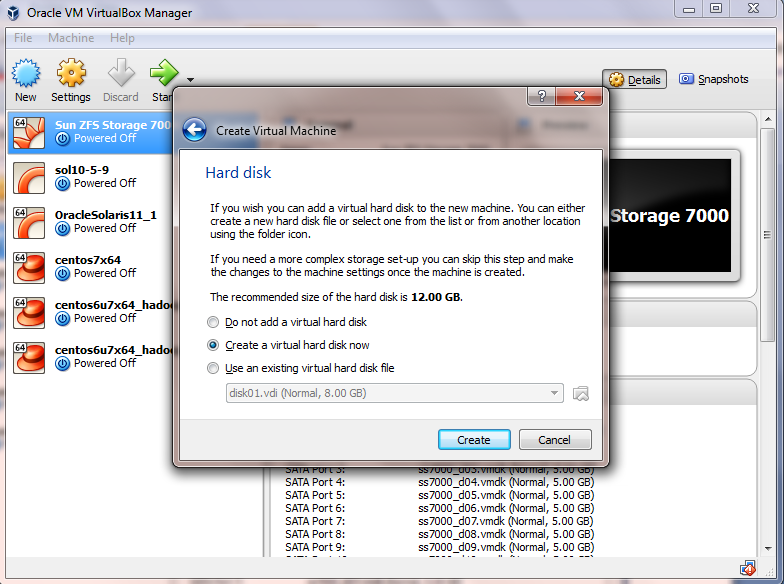 Oracle VM VirtualBox Manager
File Machine Help
New Settings Discard Star
Details Snapshots
64 Sun ZFS Storage 700
Powered Off
sol10-5-9
Powered Off
64 OracleSolaris11_1
Powered Off
64 centos7x64
Powered Off
64 centos6u7x64_hadoo
Powered Off
64 centos6u7x64_hadoo
Powered Off
Storage 7000
?
Create Virtual Machine
Hard disk
If you wish you can add a virtual hard disk to the new machine. You can either
create a new hard disk file or select one from the list or from another location
using the folder icon.
If you need a more complex storage set-up you can skip this step and make
the changes to the machine settings once the machine is created.
The recommended size of the hard disk is 12.00 GB.
Do not add a virtual hard disk
Create a virtual hard disk now
Use an existing virtual hard disk file
disk01.vdi (Normal, 8.00 GB)
Create Cancel
SATA Port 3: ss7000_d03.vmdk (Normal, 5.00 GB)
SATA Port 4: ss7000_d04.vmdk (Normal, 5.00 GB)
SATA Port 5: ss7000_d05.vmdk (Normal, 5.00 GB)
SATA Port 6: ss7000_d06.vmdk (Normal, 5.00 GB)
SATA Port 7: ss7000_d07.vmdk (Normal, 5.00 GB)
SATA Port 8: ss7000_d08.vmdk (Normal, 5.00 GB)
SATA Port 9: ss7000_d09.vmdk (Normal, 5.00 GB)